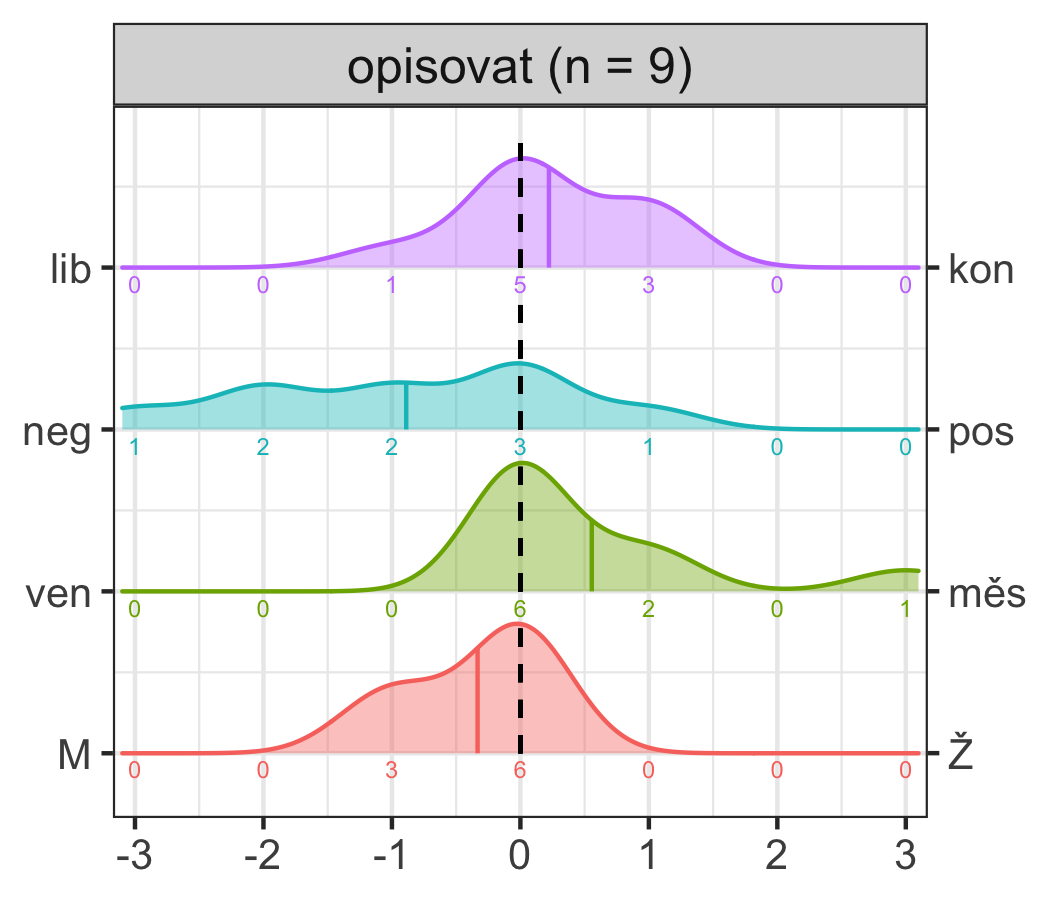 opisovat (n = 9)
lib kon
0 0 1 5 3 0 0
neg pos
1 2 2 3 1 0 0
ven měs
0 0 0 6 2 0 1
M Ž
0 0 3 6 0 0 0
-3 -2 -1 0 1 2 3